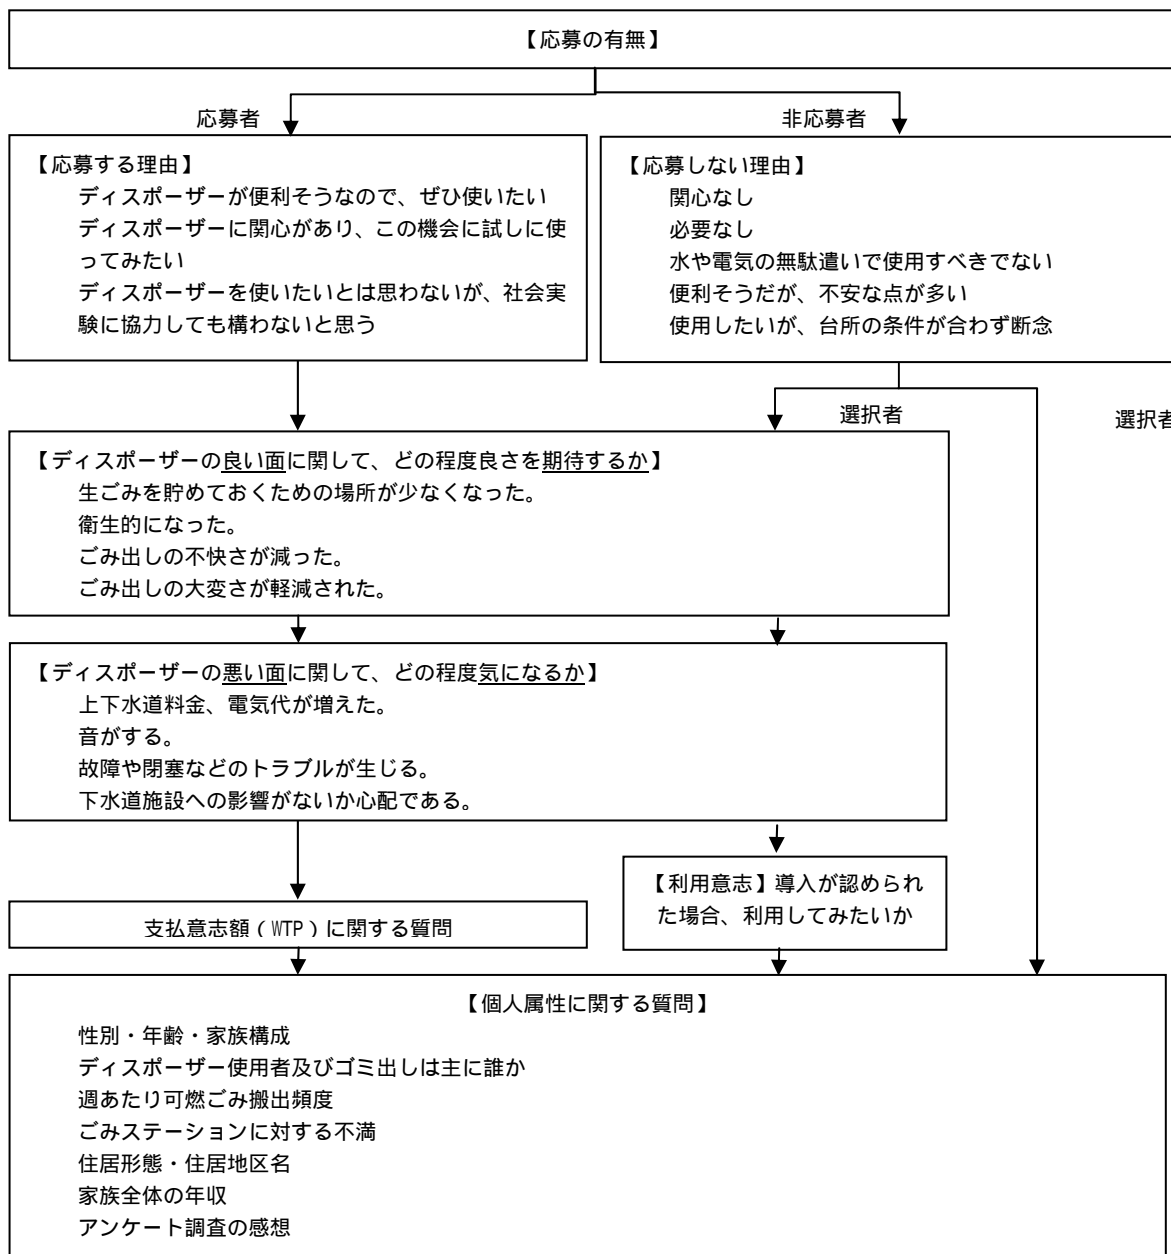 【応募の有無】
応募者
非応募者
【応募する理由】
ディスポーザーが便利そうなので、ぜひ使いたい
ディスポーザーに関心があり、この機会に試しに使
ってみたい
ディスポーザーを使いたいとは思わないが、社会実
験に協力しても構わないと思う
【応募しない理由】
関心なし
必要なし
水や電気の無駄遣いで使用すべきでない
便利そうだが、不安な点が多い
使用したいが、台所の条件が合わず断念
選択者
選択者
【ディスポーザーの良い面に関して、どの程度良さを期待するか】
生ごみを貯めておくための場所が少なくなった。
衛生的になった。
ごみ出しの不快さが減った。
ごみ出しの大変さが軽減された。
【ディスポーザーの悪い面に関して、どの程度気になるか】
上下水道料金、電気代が増えた。
音がする。
故障や閉塞などのトラブルが生じる。
下水道施設への影響がないか心配である。
支払意志額(WTP)に関する質問
【利用意志】導入が認められ
た場合、利用してみたいか
【個人属性に関する質問】
性別・年齢・家族構成
ディスポーザー使用者及びゴミ出しは主に誰か
週あたり可燃ごみ搬出頻度
ごみステーションに対する不満
住居形態・住居地区名
家族全体の年収
アンケート調査の感想